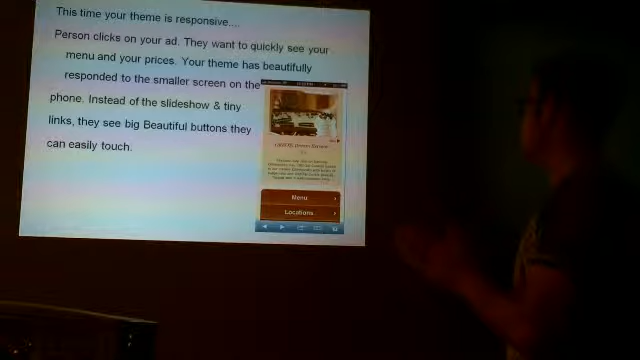 This time your theme is responsive....
Person clicks on your ad. They want to quickly see your
menu and your prices. Your theme has beautifully
responded to the smaller screen on the
phone. Instead of the slideshow & tiny
links, they see big Beautiful buttons they
can easily touch.
Menu
Locations